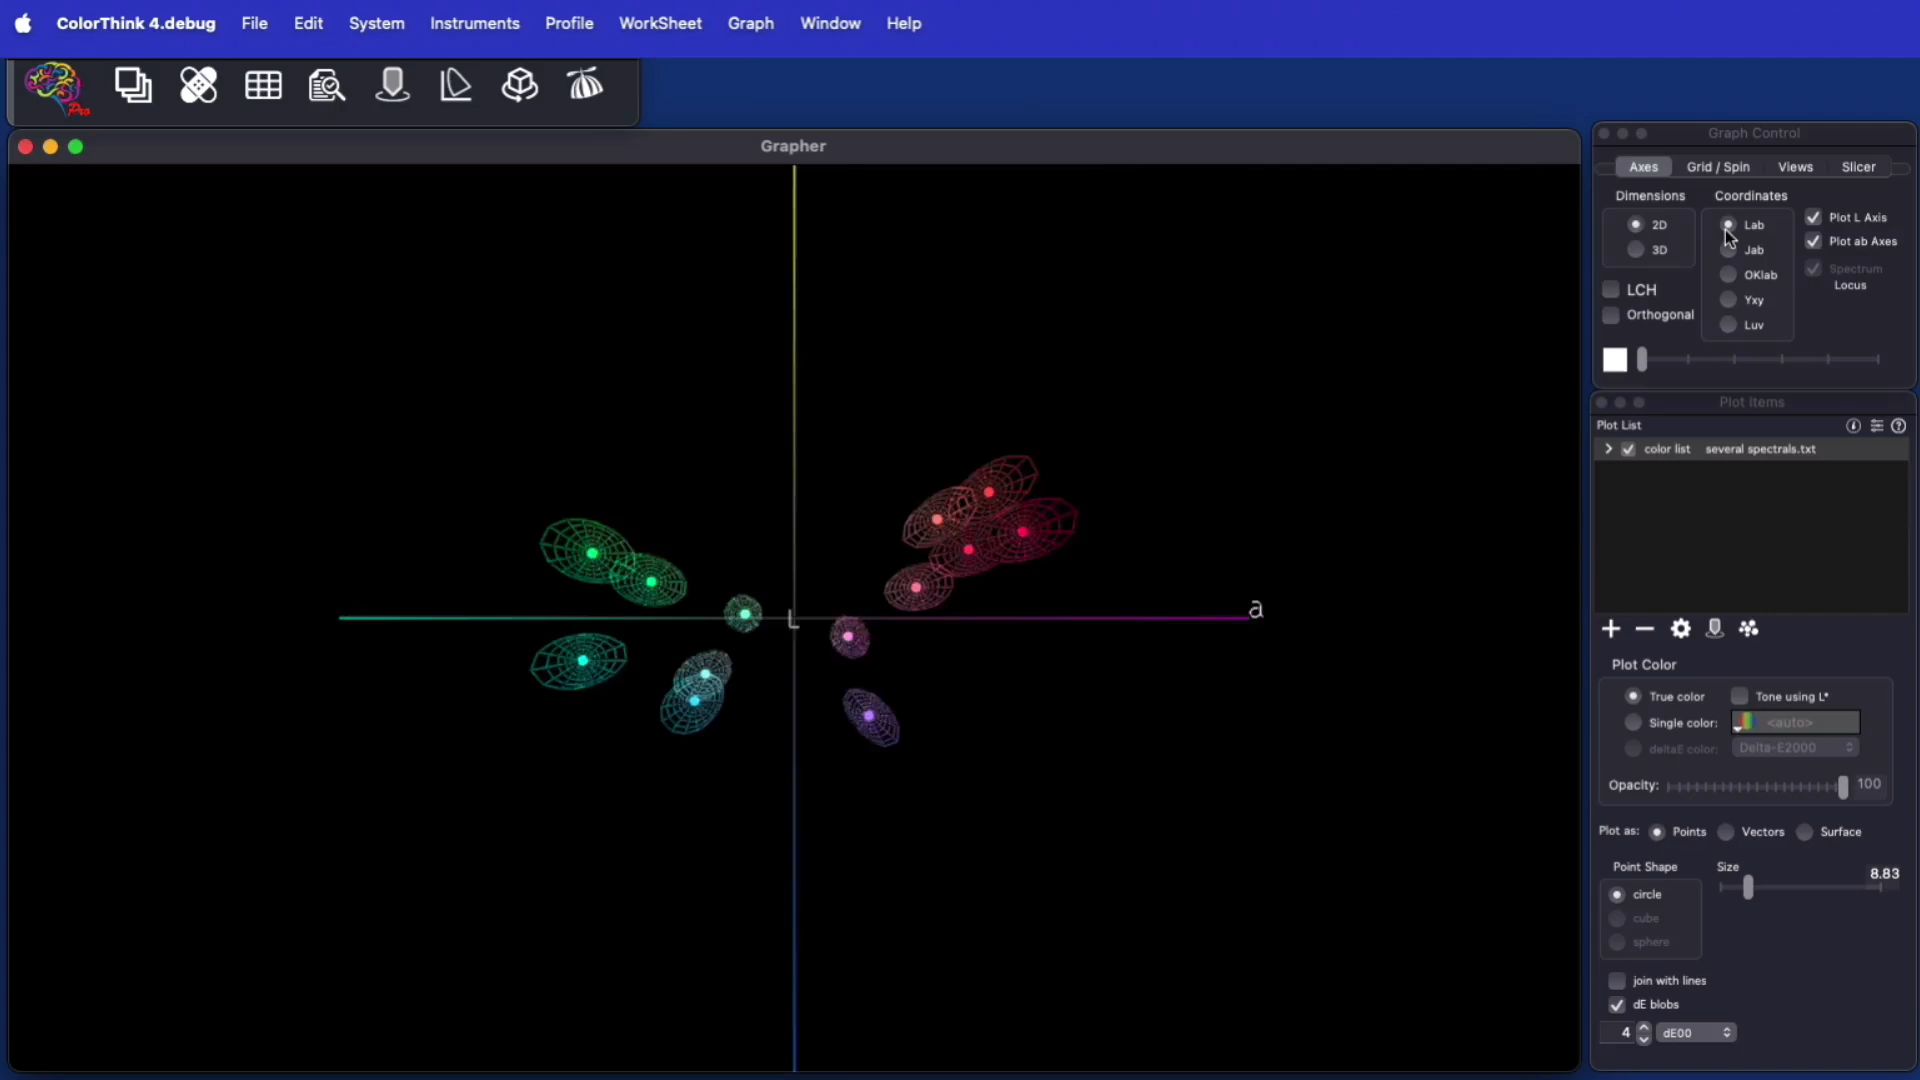 ColorThink 4.debug File Edit System Instruments Profile WorkSheet Graph Window Help
Pro
Grapher
L
a
Graph Control
Axes Grid / Spin Views Slicer
Dimensions Coordinates
2D Lab Plot L Axis
3D Jab Plot ab Axes
OKlab Spectrum
Locus
LCH Yxy
Orthogonal Luv
Plot Items
Plot List
color list several spectrals.txt
Plot Color
True color Tone using L*
Single color: <auto>
deltaE color: Delta-E2000
Opacity: 100
Plot as: Points Vectors Surface
Point Shape Size
8.83
circle
cube
sphere
join with lines
dE blobs
4 dE00